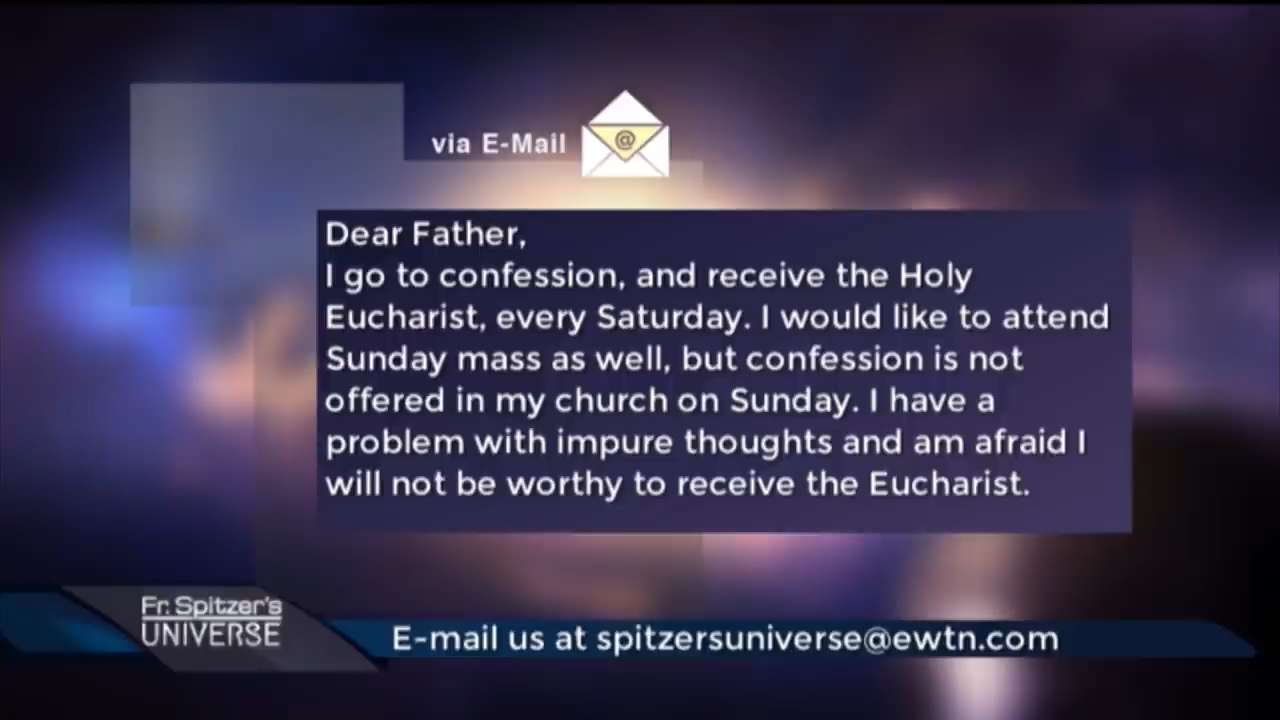 via E-Mail
@
Dear Father,
I go to confession, and receive the Holy
Eucharist, every Saturday. I would like to attend
Sunday mass as well, but confession is not
offered in my church on Sunday. I have a
problem with impure thoughts and am afraid I
will not be worthy to receive the Eucharist.
Fr. Spitzer's
UNIVERSE
E-mail us at spitzersuniverse@ewtn.com